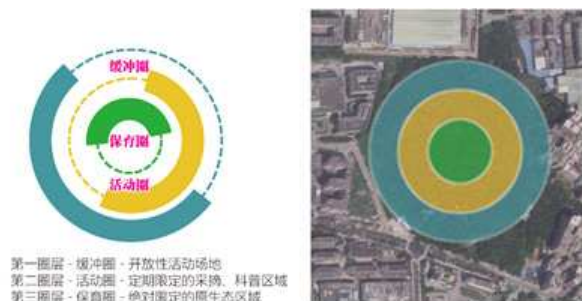 缓冲圈
保育圈
活动圈
第一圈层 - 缓冲圈 - 开放性活动场地
第二圈层 - 活动圈 - 定期限定的采摘、科普区域
第三圈层 - 保育圈 - 绝对限定的原生态区域